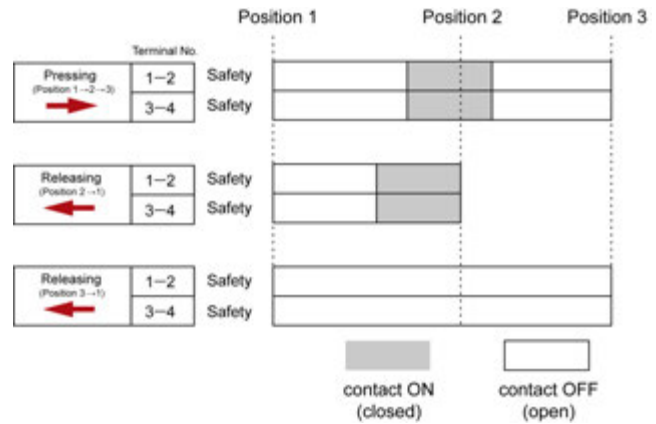 Position 1 Position 2 Position 3
Terminal No.
Pressing
(Position 1→2→3)
1−2 Safety
3−4 Safety
Releasing
(Position 2→1)
1−2 Safety
3−4 Safety
Releasing
(Position 3→1)
1−2 Safety
3−4 Safety
contact ON
(closed)
contact OFF
(open)